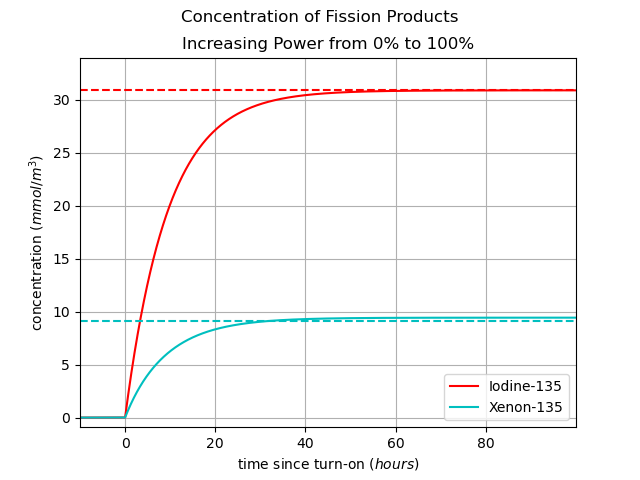 Concentration of Fission Products
Increasing Power from 0% to 100%
concentration (mmol/m³)
30
25
20
15
10
5
0
0 20 40 60 80
time since turn-on (hours)
Iodine-135
Xenon-135